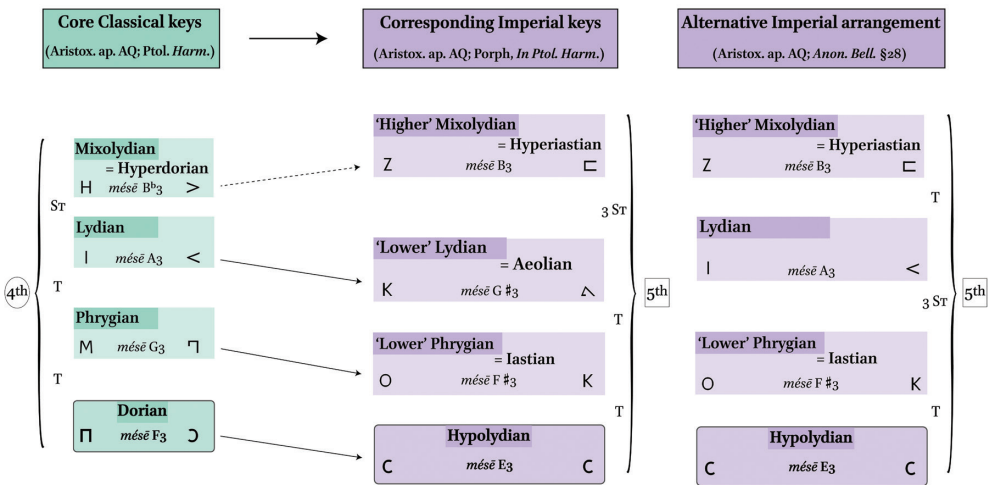 Core Classical keys
(Aristox. ap. AQ; Ptol. Harm.)
Corresponding Imperial keys
(Aristox. ap. AQ; Porph, In Ptol. Harm.)
Alternative Imperial arrangement
(Aristox. ap. AQ; Anon. Bell. §28)
4th
Mixolydian
= Hyperdorian
H mésē Bᵇ3 >
ST
Lydian
I mésē A3 <
T
Phrygian
M mésē G3 ⅂
T
Dorian
Π mésē F3 Ɔ
‘Higher’ Mixolydian
= Hyperiastian
Z mésē B3 ⊏
3 ST
‘Lower’ Lydian
= Aeolian
K mésē G ♯3
T
‘Lower’ Phrygian
= Iastian
O mésē F ♯3 K
T
Hypolydian
C mésē E3 C
5th
‘Higher’ Mixolydian
= Hyperiastian
Z mésē B3 ⊏
T
Lydian
I mésē A3 <
3 ST
‘Lower’ Phrygian
= Iastian
O mésē F ♯3 K
T
Hypolydian
C mésē E3 C
5th